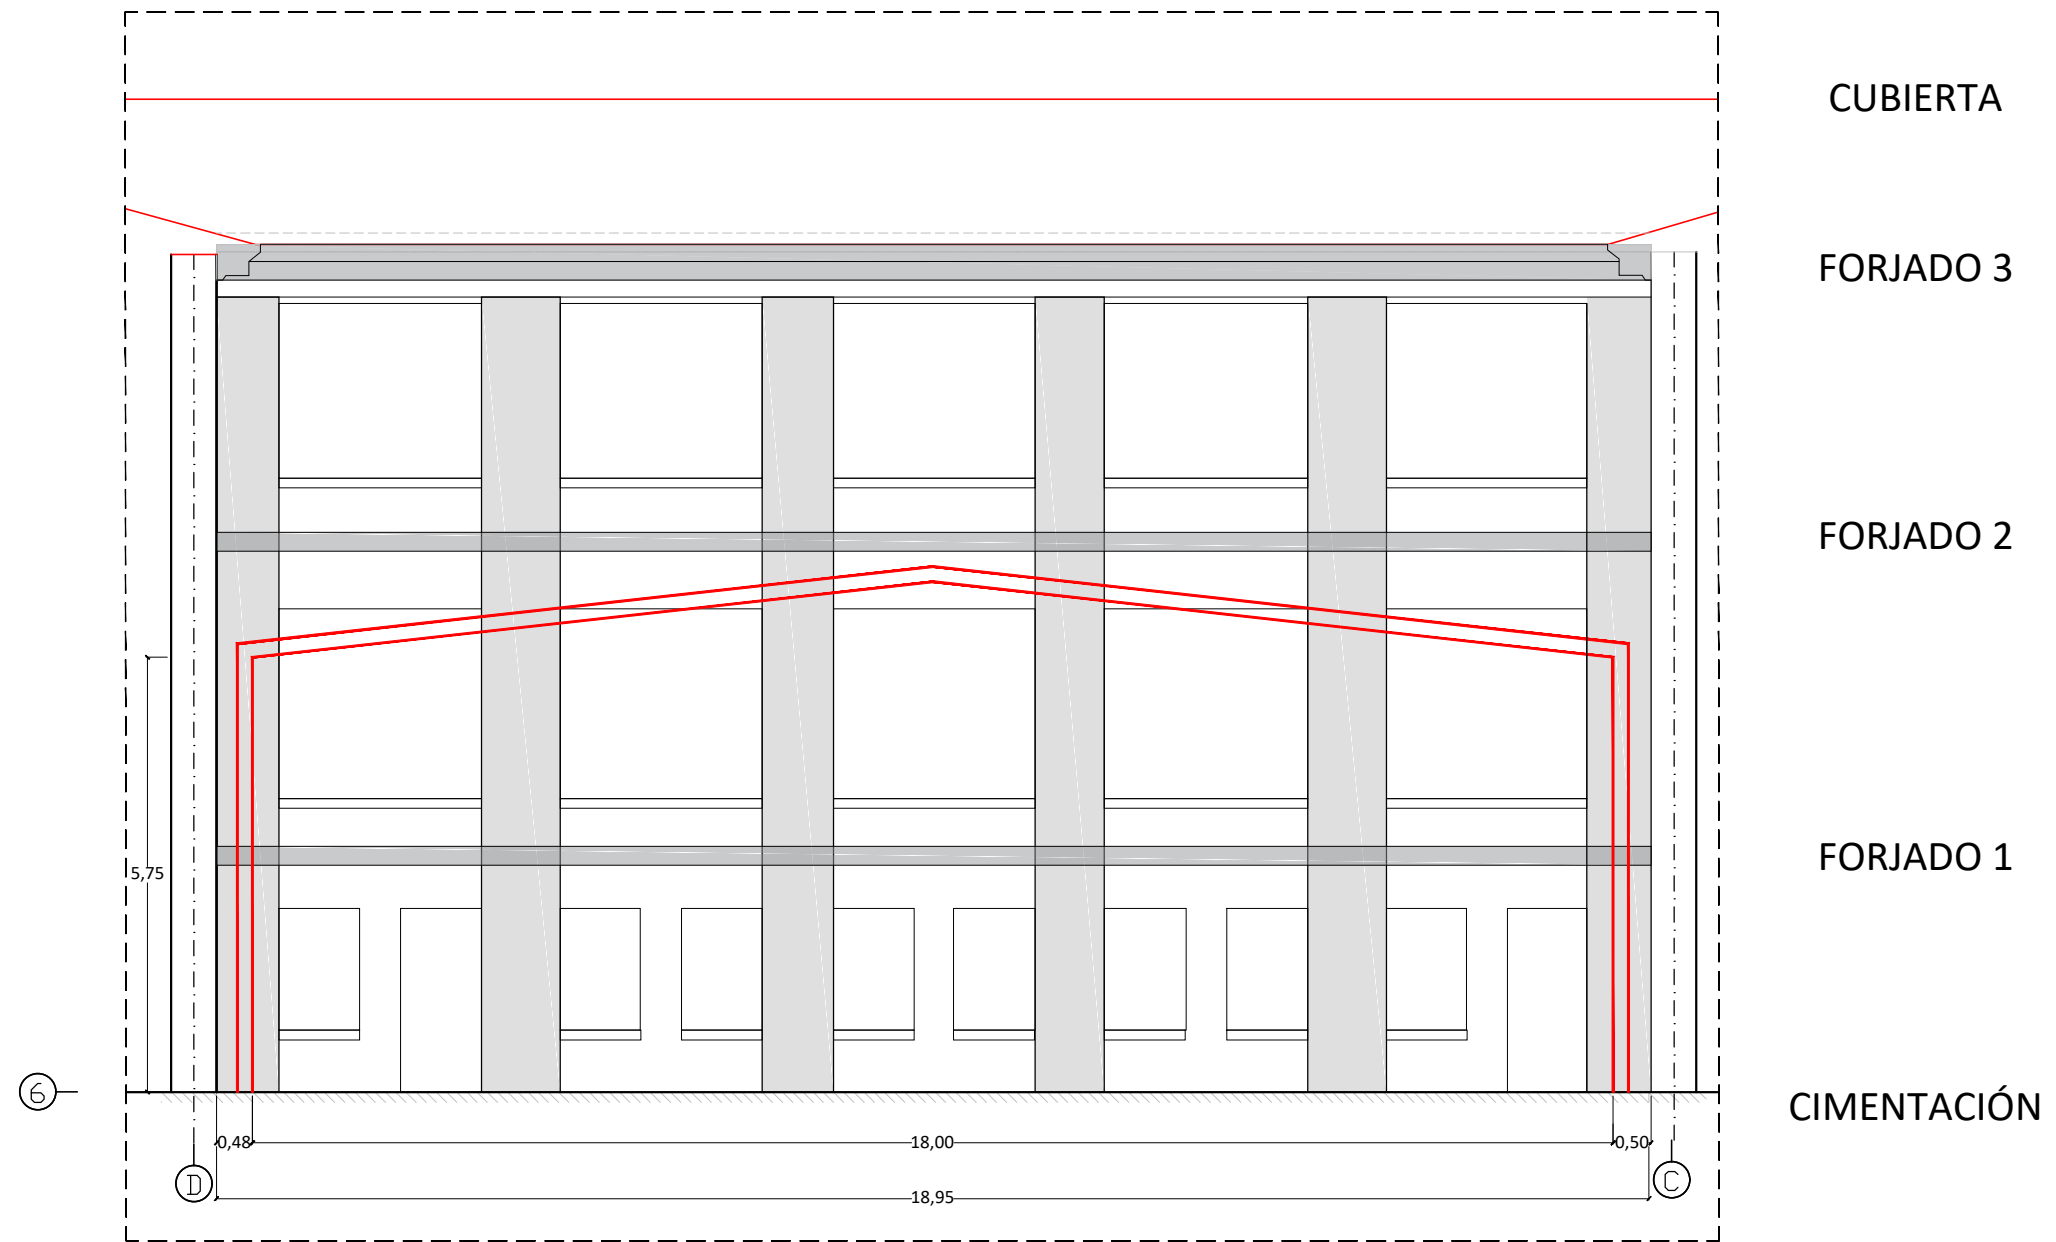 CUBIERTA
FORJADO 3
FORJADO 2
FORJADO 1
5,75
6
CIMENTACIÓN
0,48
18,00
0,50
D
C
18,95